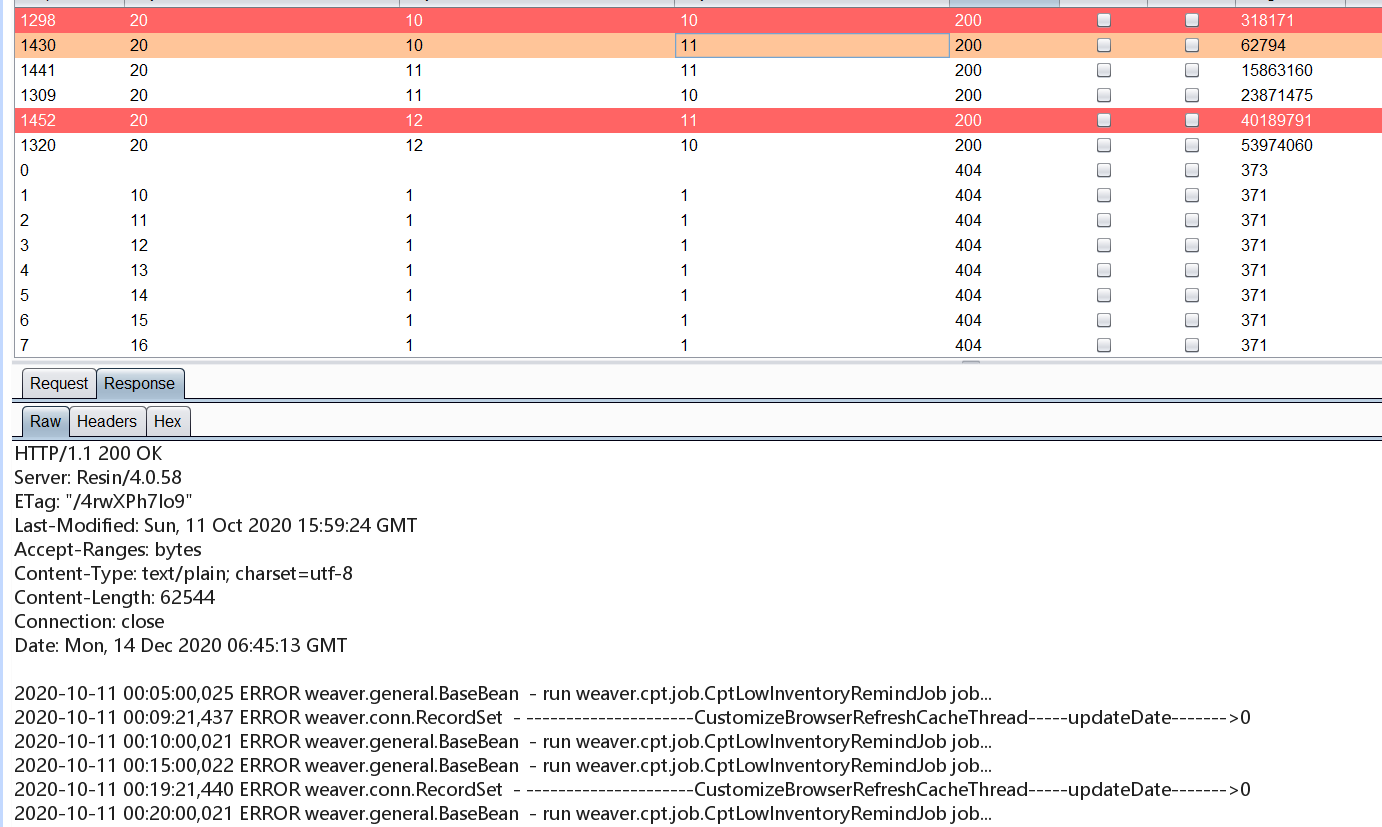 1298 20 10 10 200 318171
1430 20 10 11 200 62794
1441 20 11 11 200 15863160
1309 20 11 10 200 23871475
1452 20 12 11 200 40189791
1320 20 12 10 200 53974060
0 404 373
1 10 1 1 404 371
2 11 1 1 404 371
3 12 1 1 404 371
4 13 1 1 404 371
5 14 1 1 404 371
6 15 1 1 404 371
7 16 1 1 404 371
Request Response
Raw Headers Hex
HTTP/1.1 200 OK
Server: Resin/4.0.58
ETag: "/4rwXPh7Io9"
Last-Modified: Sun, 11 Oct 2020 15:59:24 GMT
Accept-Ranges: bytes
Content-Type: text/plain; charset=utf-8
Content-Length: 62544
Connection: close
Date: Mon, 14 Dec 2020 06:45:13 GMT
2020-10-11 00:05:00,025 ERROR weaver.general.BaseBean  - run weaver.cpt.job.CptLowInventoryRemindJob job...
2020-10-11 00:09:21,437 ERROR weaver.conn.RecordSet  - ---------------------CustomizeBrowserRefreshCacheThread-----updateDate------->0
2020-10-11 00:10:00,021 ERROR weaver.general.BaseBean  - run weaver.cpt.job.CptLowInventoryRemindJob job...
2020-10-11 00:15:00,022 ERROR weaver.general.BaseBean  - run weaver.cpt.job.CptLowInventoryRemindJob job...
2020-10-11 00:19:21,440 ERROR weaver.conn.RecordSet  - ---------------------CustomizeBrowserRefreshCacheThread-----updateDate------->0
2020-10-11 00:20:00,021 ERROR weaver.general.BaseBean  - run weaver.cpt.job.CptLowInventoryRemindJob job...